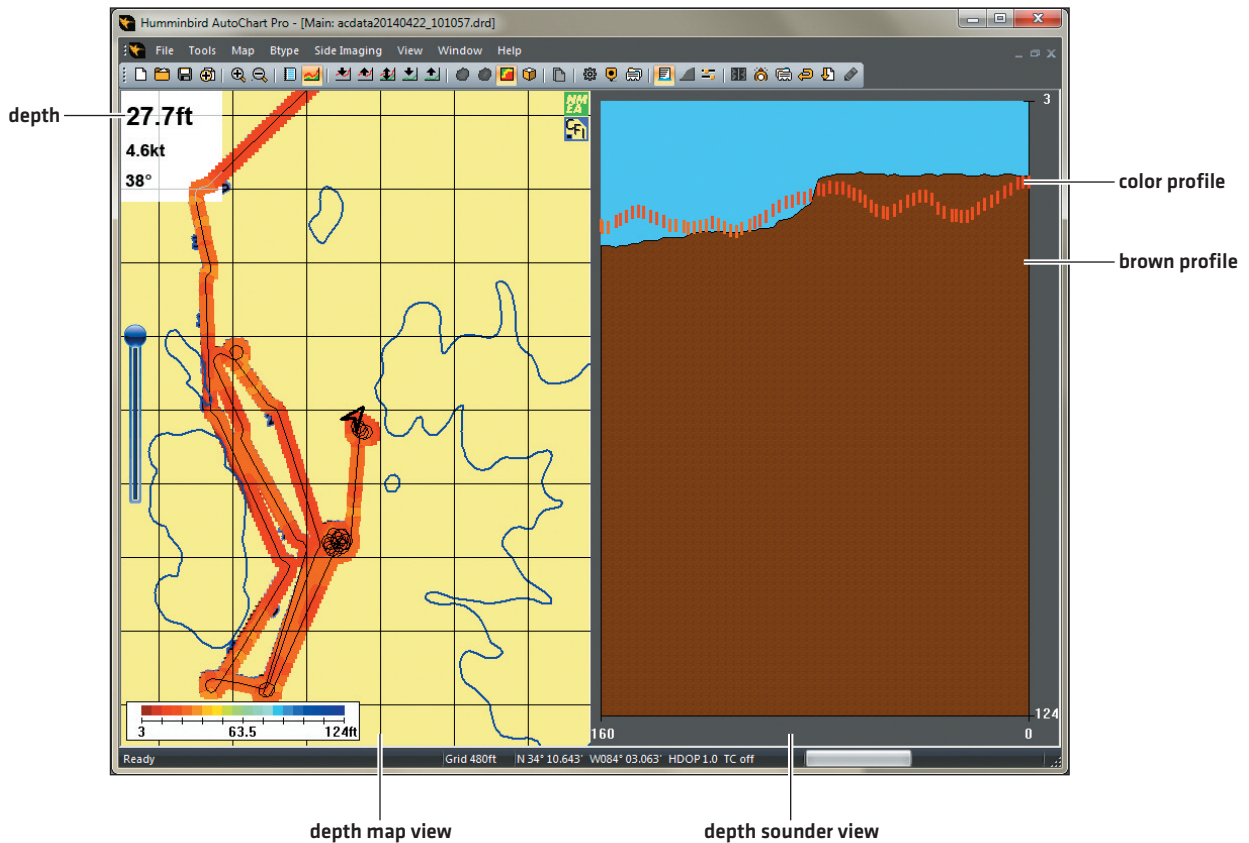 Humminbird AutoChart Pro - [Main: acdata20140422_101057.drd]
File Tools Map Btype Side Imaging View Window Help
depth
27.7ft
4.6kt
38°
NM
EA
CFI
3
color profile
brown profile
124
160
0
3 63.5 124ft
Ready Grid 480ft N 34° 10.643' W084° 03.063' HDOP 1.0 TC off
depth map view
depth sounder view